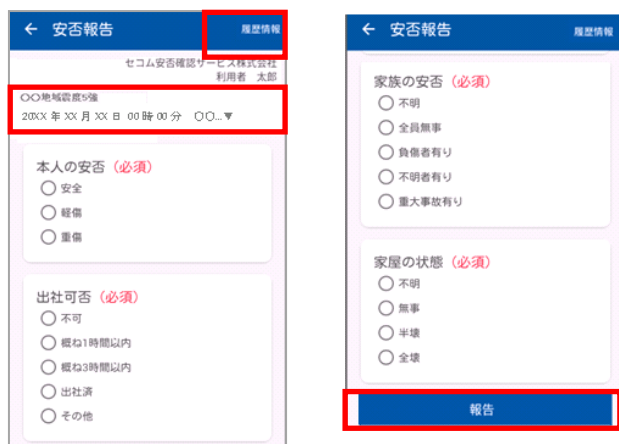 ← 安否報告
履歴情報
セコム安否確認サービス株式会社
利用者 太郎
〇〇地域震度5強
20XX 年 XX 月 XX 日 00 時 00 分 〇〇...▼
本人の安否（必須）
安全
軽傷
重傷
出社可否（必須）
不可
概ね1時間以内
概ね3時間以内
出社済
その他
← 安否報告
履歴情報
家族の安否（必須）
不明
全員無事
負傷者有り
不明者有り
重大事故有り
家屋の状態（必須）
不明
無事
半壊
全壊
報告